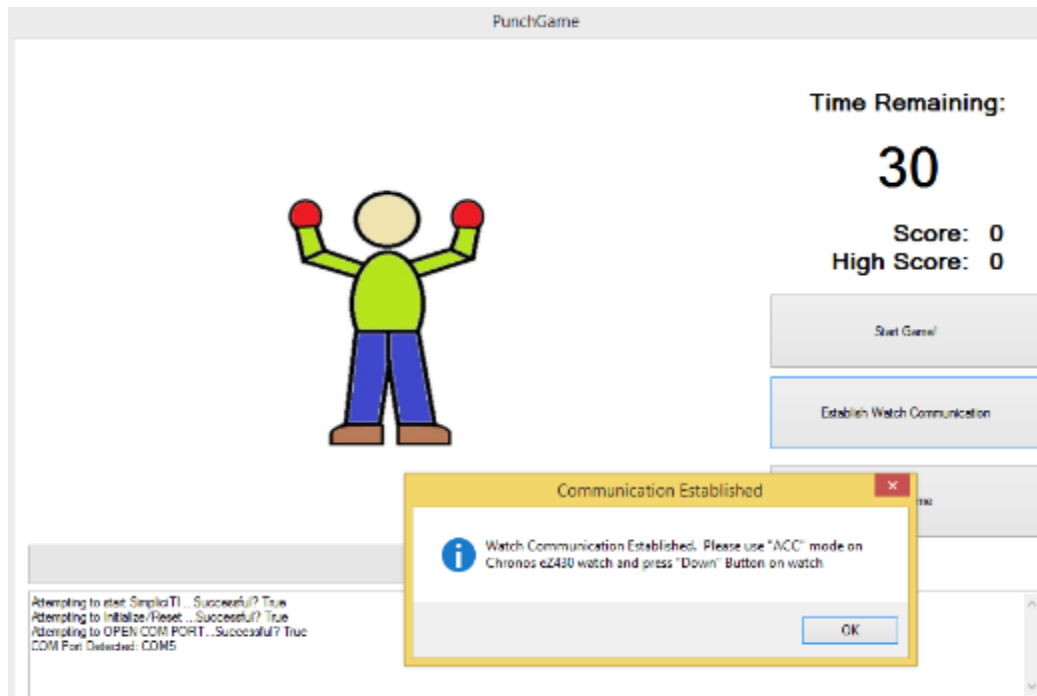 PunchGame
Time Remaining:
30
Score: 0
High Score: 0
Start Game!
Establish Watch Communication
me
Communication Established
Watch Communication Established. Please use "ACC" mode on
Chronos eZ430 watch and press "Down" Button on watch
OK
Attempting to start SimpliciTI ...Successful? True
Attempting to Initialize/Reset ...Successful? True
Attempting to OPEN COM PORT...Successful? True
COM Port Detected: COM5